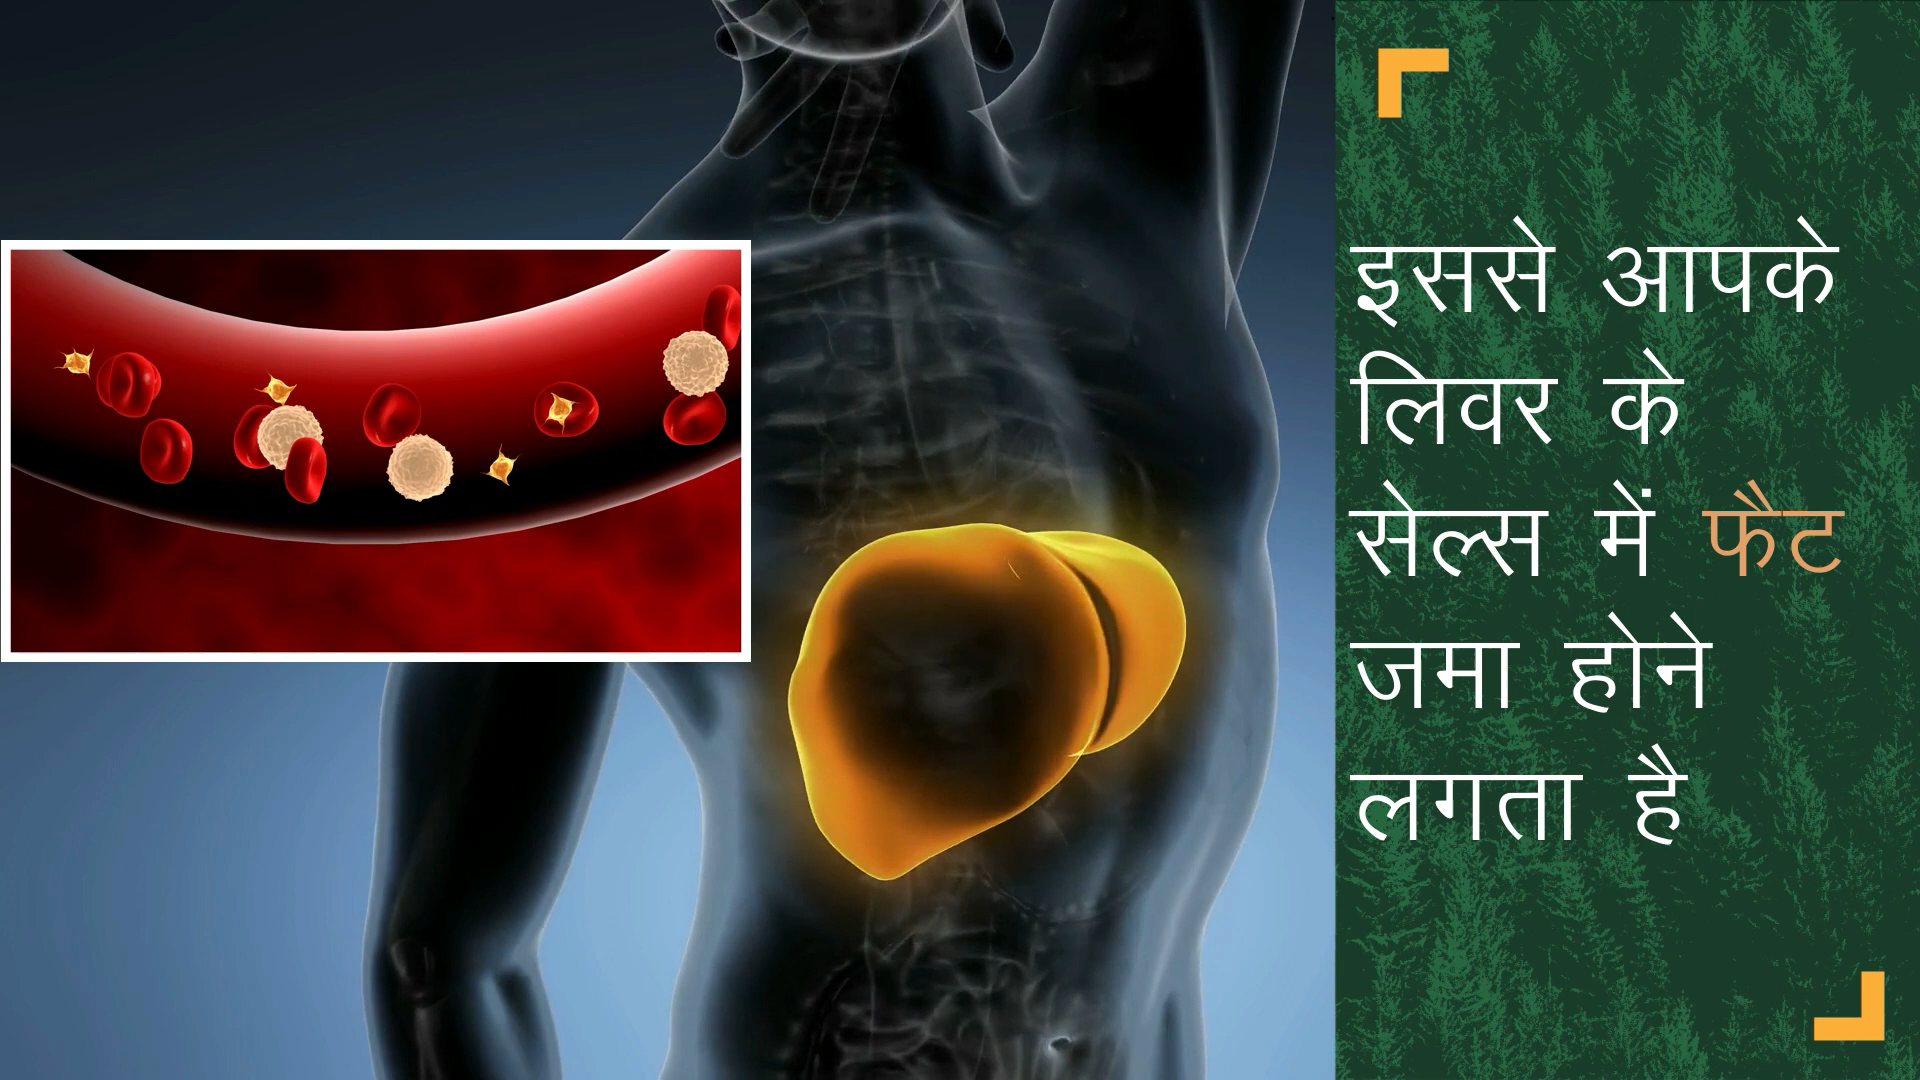 इससे आपके
लिवर के
सेल्स में फैट
जमा होने
लगता है